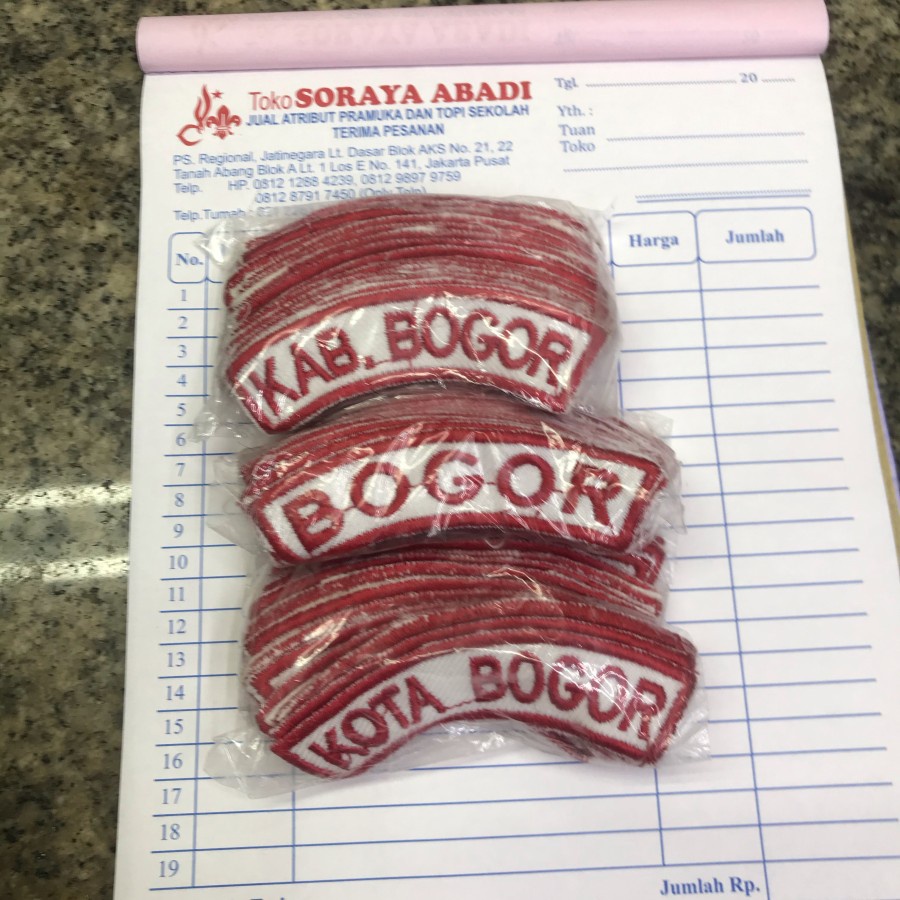 Toko SORAYA ABADI
JUAL ATRIBUT PRAMUKA DAN TOPI SEKOLAH
TERIMA PESANAN
PS. Regional, Jatinegara Lt. Dasar Blok AKS No. 21, 22
Tanah Abang Blok A Lt. 1 Los E No. 141, Jakarta Pusat
Telp. HP. 0812 1288 4239, 0812 9897 9759
0812 8791 7450 (Only Telp)
Telp.Tumah :
Tgl. 20
Yth. :
Tuan
Toko
No. Harga Jumlah
1
2
3
4
5
6
7
8
9
10
11
12
13
14
15
16
17
18
19
KAB. BOGOR
BOGOR
KOTA BOGOR
Jumlah Rp.